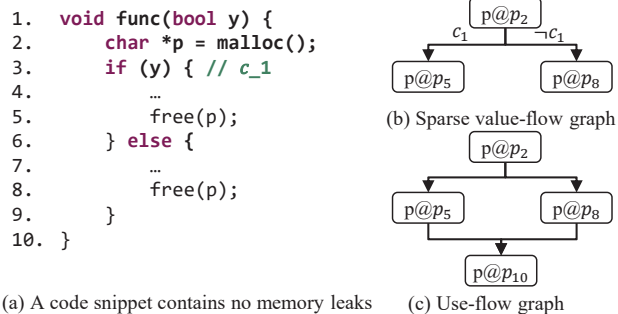 1. void func(bool y) {
2. char *p = malloc();
3. if (y) { // c_1
4. …
5. free(p);
6. } else {
7. …
8. free(p);
9. }
10. }
(a) A code snippet contains no memory leaks
p@p₂
c₁ ¬c₁
p@p₅ p@p₈
(b) Sparse value-flow graph
p@p₂
p@p₅ p@p₈
p@p₁₀
(c) Use-flow graph